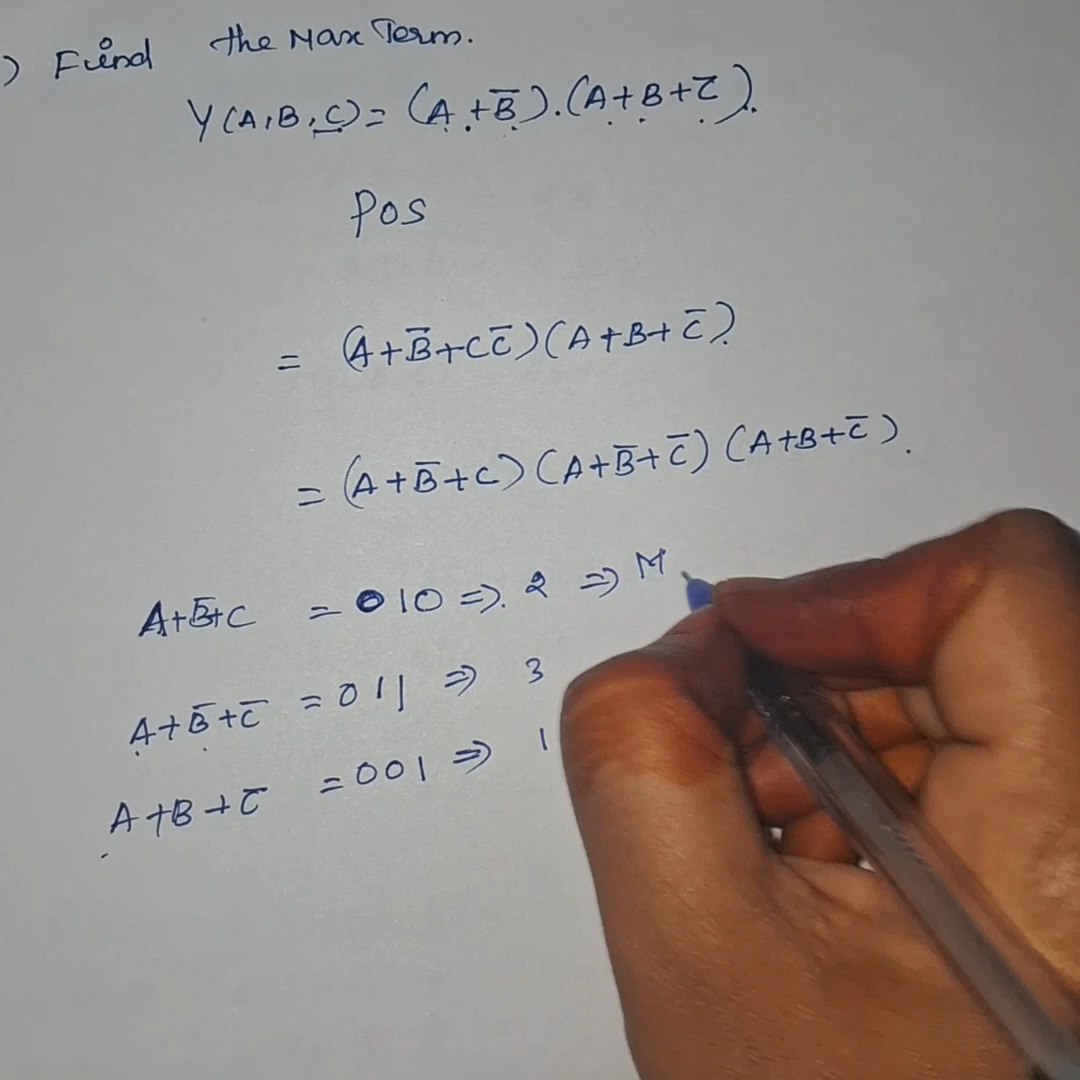 ) Find the Max Term.
Y(A,B,C) = (A+B̅).(A+B+C̅).
Pos
= (A+B̅+CC̅)(A+B+C̅).
= (A+B̅+C)(A+B̅+C̅)(A+B+C̅).
A+B̅+C = 010 ⇒. 2 ⇒ M
A+B̅+C̅ = 011 ⇒ 3
A+B+C̅ = 001 ⇒ 1